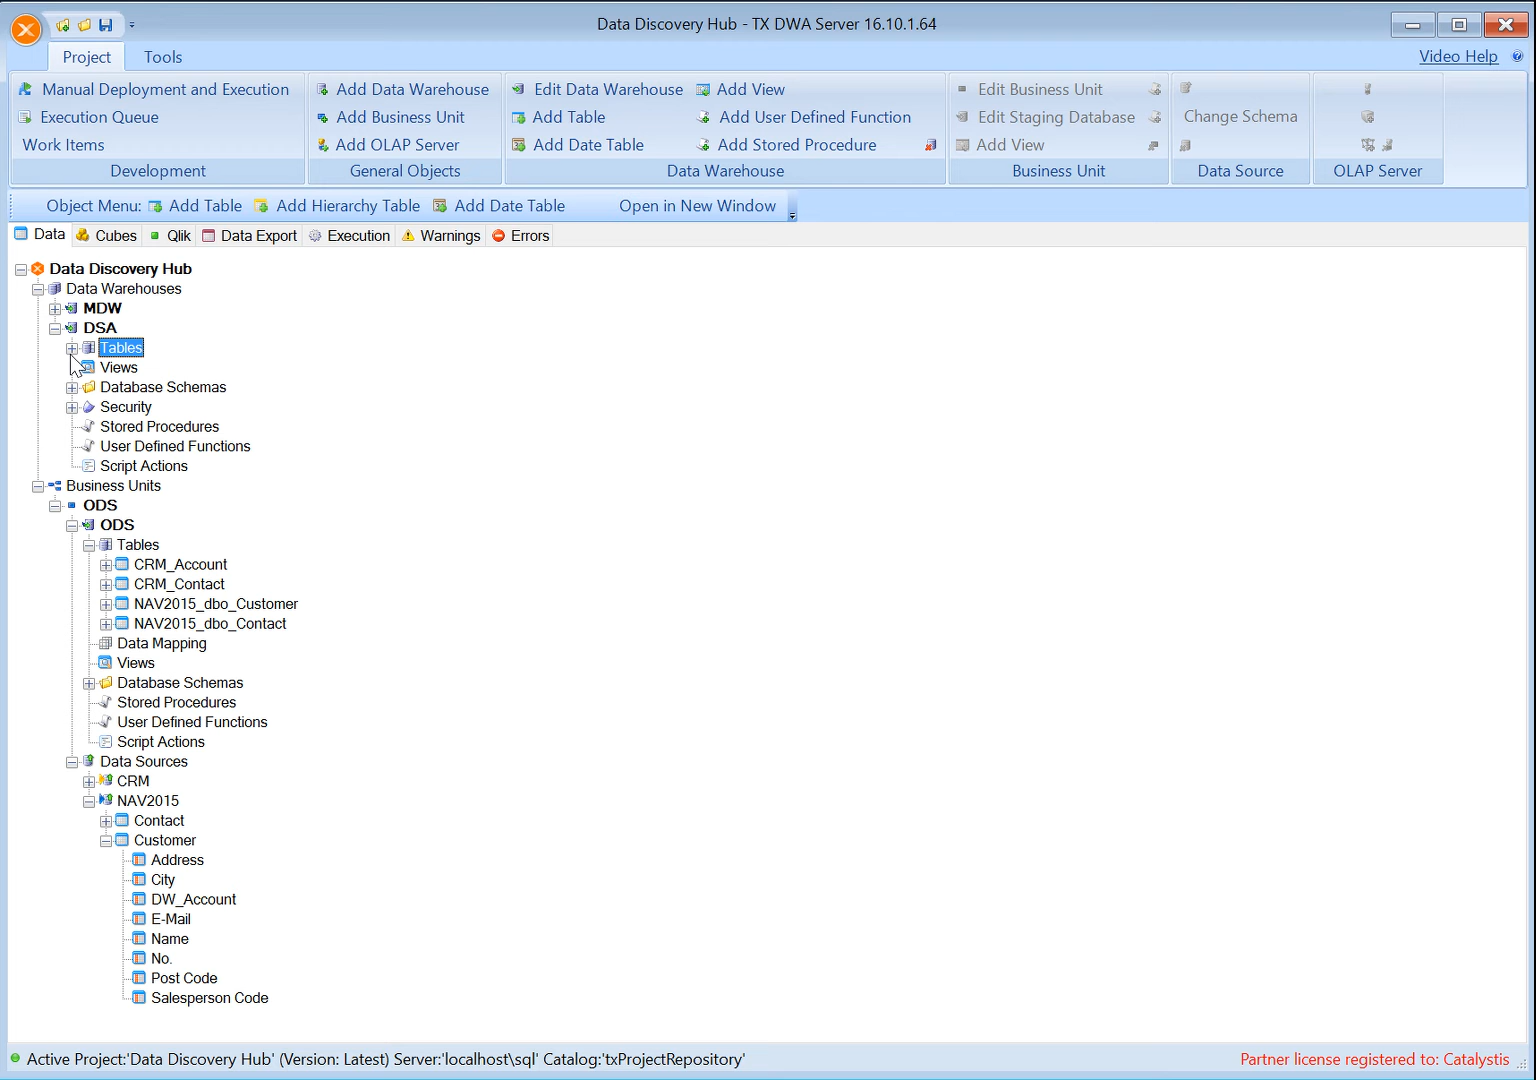 Data Discovery Hub - TX DWA Server 16.10.1.64
Project Tools Video Help
Manual Deployment and Execution Add Data Warehouse Edit Data Warehouse Add View Edit Business Unit
Execution Queue Add Business Unit Add Table Add User Defined Function Edit Staging Database Change Schema
Work Items Add OLAP Server Add Date Table Add Stored Procedure Add View
Development General Objects Data Warehouse Business Unit Data Source OLAP Server
Object Menu: Add Table Add Hierarchy Table Add Date Table Open in New Window
Data Cubes Qlik Data Export Execution Warnings Errors
Data Discovery Hub
Data Warehouses
MDW
DSA
Tables
Views
Database Schemas
Security
Stored Procedures
User Defined Functions
Script Actions
Business Units
ODS
ODS
Tables
CRM_Account
CRM_Contact
NAV2015_dbo_Customer
NAV2015_dbo_Contact
Data Mapping
Views
Database Schemas
Stored Procedures
User Defined Functions
Script Actions
Data Sources
CRM
NAV2015
Contact
Customer
Address
City
DW_Account
E-Mail
Name
No.
Post Code
Salesperson Code
Active Project:'Data Discovery Hub' (Version: Latest) Server:'localhost\sql' Catalog:'txProjectRepository' Partner license registered to: Catalystis